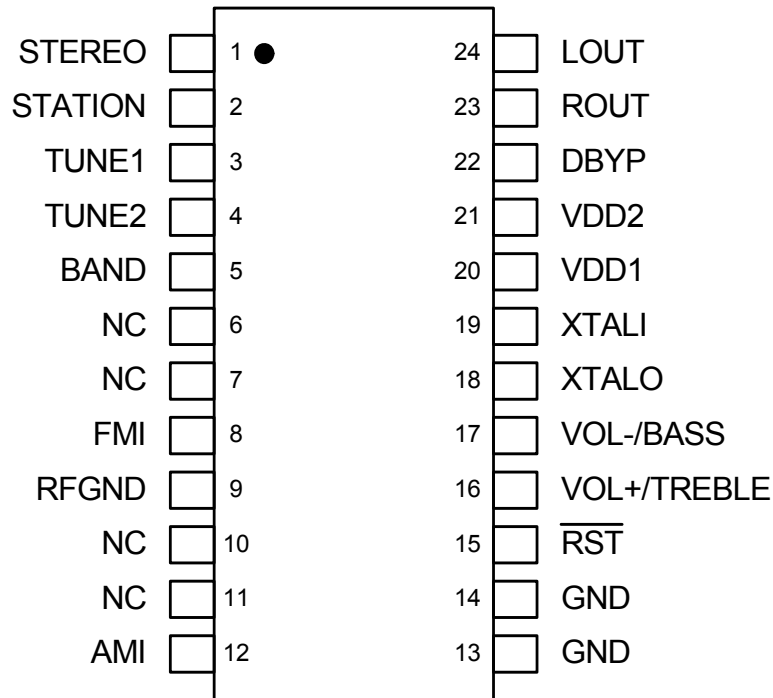 STEREO 1 24 LOUT
STATION 2 23 ROUT
TUNE1 3 22 DBYP
TUNE2 4 21 VDD2
BAND 5 20 VDD1
NC 6 19 XTALI
NC 7 18 XTALO
FMI 8 17 VOL-/BASS
RFGND 9 16 VOL+/TREBLE
NC 10 15 RST
NC 11 14 GND
AMI 12 13 GND